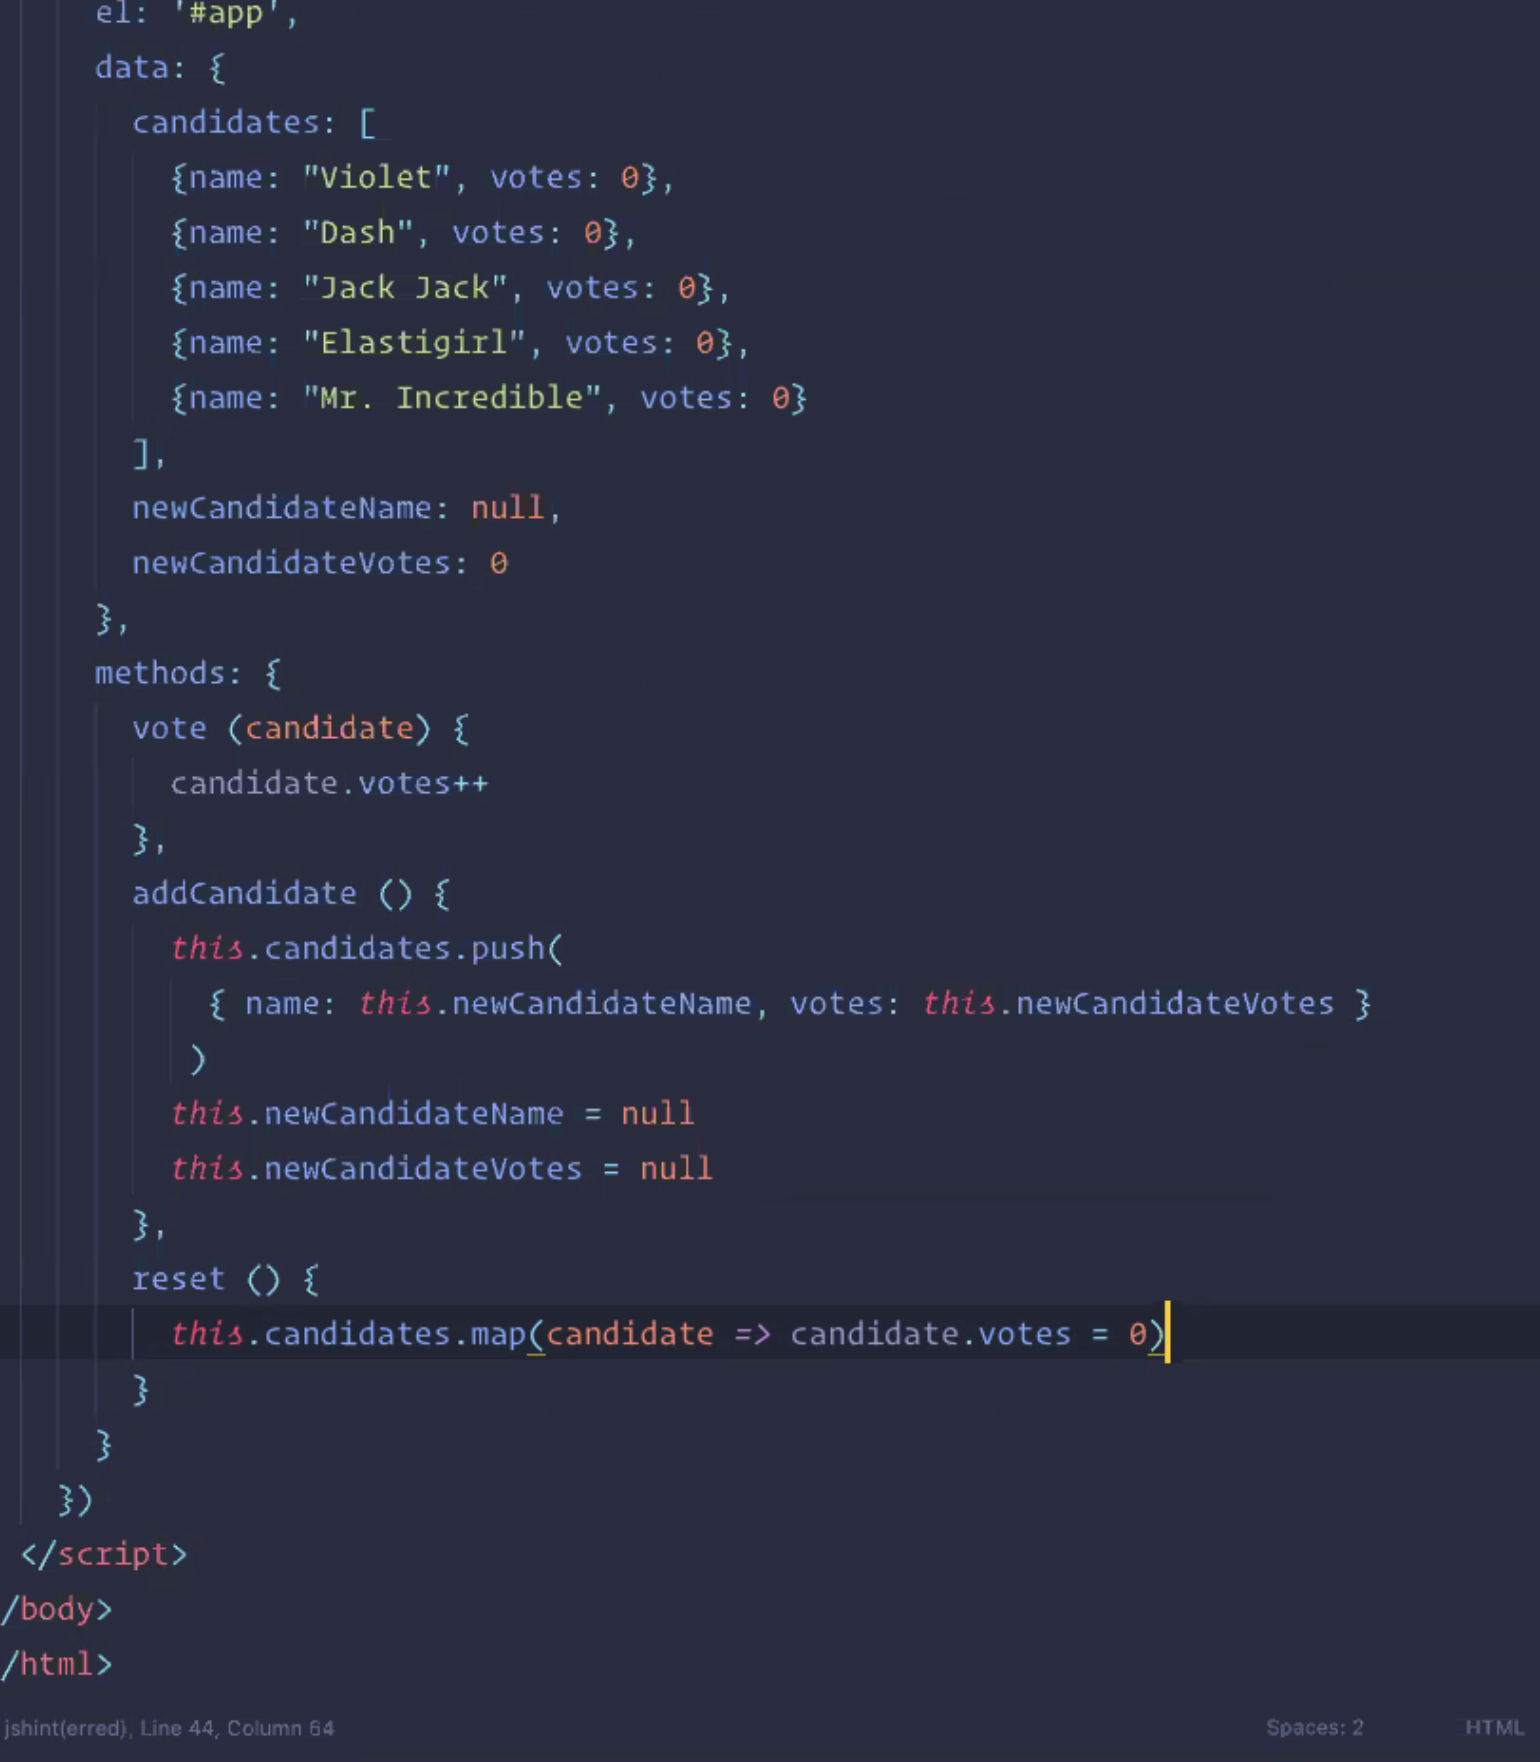 el: '#app',
data: {
candidates: [
{name: "Violet", votes: 0},
{name: "Dash", votes: 0},
{name: "Jack Jack", votes: 0},
{name: "Elastigirl", votes: 0},
{name: "Mr. Incredible", votes: 0}
],
newCandidateName: null,
newCandidateVotes: 0
},
methods: {
vote (candidate) {
candidate.votes++
},
addCandidate () {
this.candidates.push(
{ name: this.newCandidateName, votes: this.newCandidateVotes }
)
this.newCandidateName = null
this.newCandidateVotes = null
},
reset () {
this.candidates.map(candidate => candidate.votes = 0)
}
}
})
</script>
/body>
/html>
jshint(erred), Line 44, Column 64 Spaces: 2 HTML